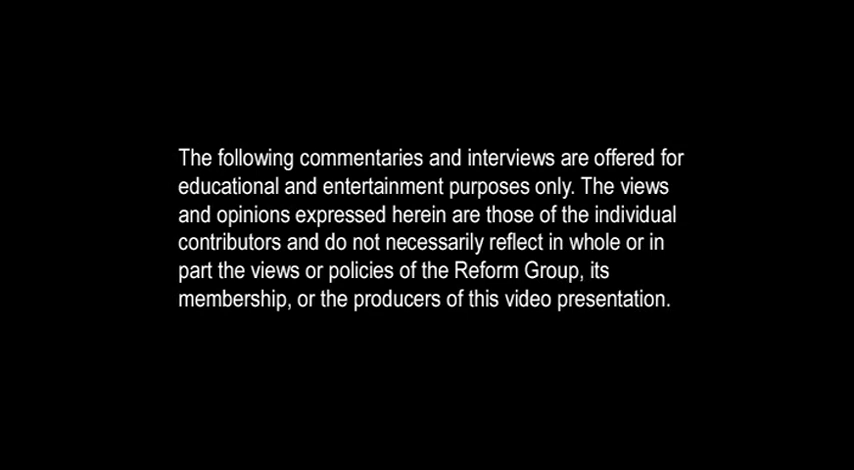 The following commentaries and interviews are offered for
educational and entertainment purposes only. The views
and opinions expressed herein are those of the individual
contributors and do not necessarily reflect in whole or in
part the views or policies of the Reform Group, its
membership, or the producers of this video presentation.